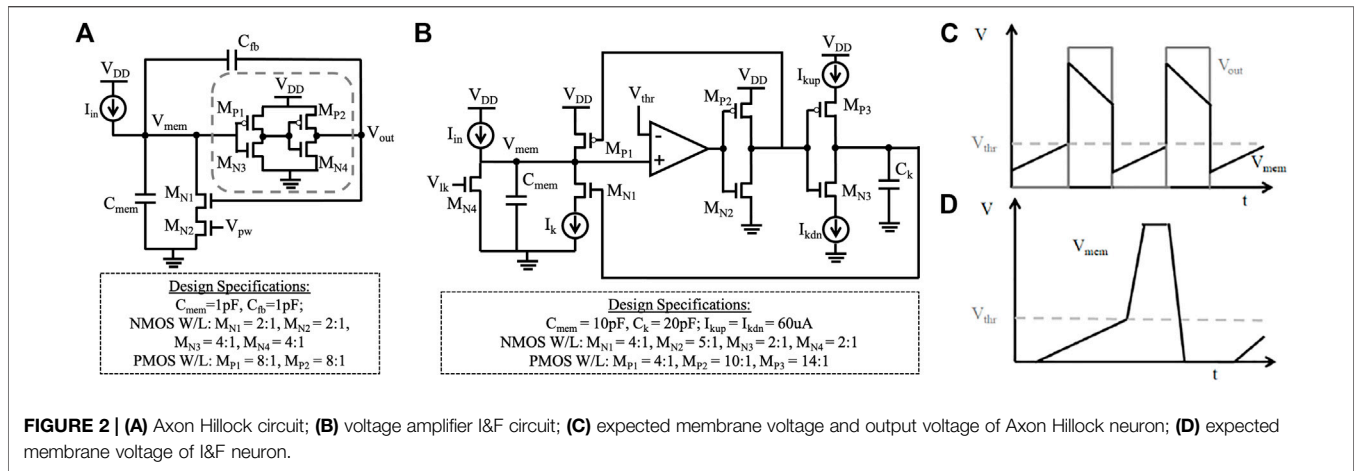 A
C_fb
V_DD
V_DD
I_in
M_P1
M_P2
V_mem
V_out
M_N3
M_N4
C_mem
M_N1
M_N2
V_pw
Design Specifications:
C_mem=1pF, C_fb=1pF;
NMOS W/L: M_N1 = 2:1, M_N2 = 2:1,
M_N3 = 4:1, M_N4 = 4:1
PMOS W/L: M_P1 = 8:1, M_P2 = 8:1
B
V_DD
I_kup
V_DD
V_DD
V_DD
V_thr
M_P2
M_P3
I_in
V_mem
M_P1
-
+
V_lk
C_mem
M_N1
C_k
M_N4
I_k
M_N2
M_N3
I_kdn
Design Specifications:
C_mem = 10pF, C_k = 20pF; I_kup = I_kdn = 60uA
NMOS W/L: M_N1 = 4:1, M_N2 = 5:1, M_N3 = 2:1, M_N4 = 2:1
PMOS W/L: M_P1 = 4:1, M_P2 = 10:1, M_P3 = 14:1
C
V
V_out
V_thr
V_mem
t
D
V
V_mem
V_thr
t
FIGURE 2 | (A) Axon Hillock circuit; (B) voltage amplifier I&F circuit; (C) expected membrane voltage and output voltage of Axon Hillock neuron; (D) expected
membrane voltage of I&F neuron.